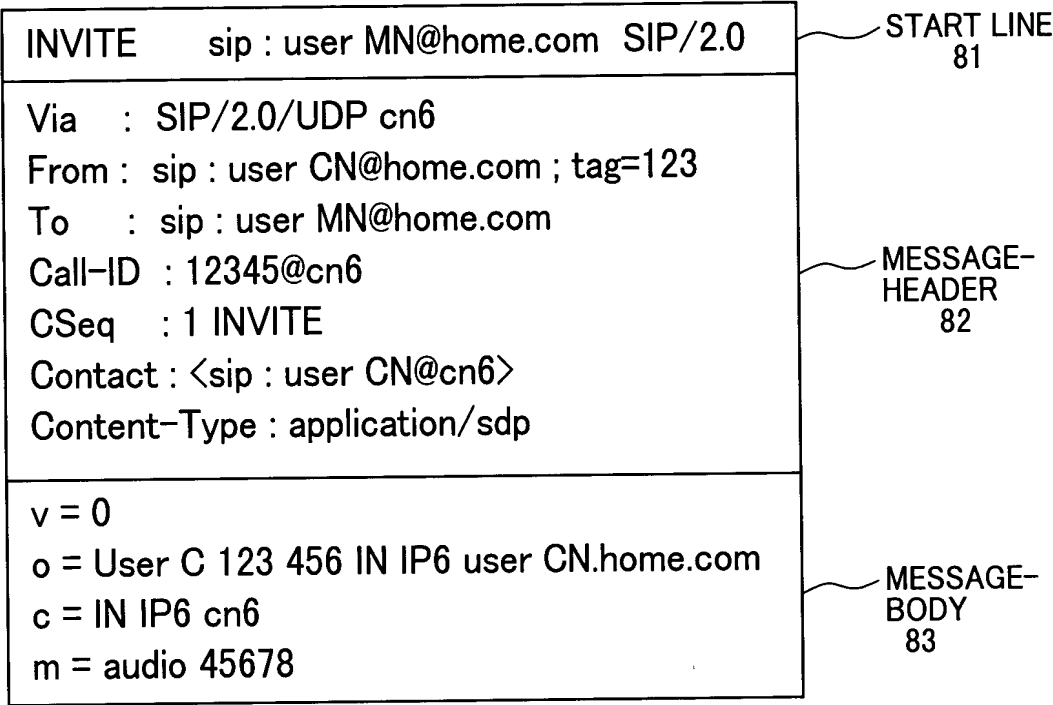 INVITE sip : user MN@home.com SIP/2.0
START LINE
81
Via : SIP/2.0/UDP cn6
From : sip : user CN@home.com ; tag=123
To : sip : user MN@home.com
Call-ID : 12345@cn6
CSeq : 1 INVITE
Contact : <sip : user CN@cn6>
Content-Type : application/sdp
MESSAGE-
HEADER
82
v = 0
o = User C 123 456 IN IP6 user CN.home.com
c = IN IP6 cn6
m = audio 45678
MESSAGE-
BODY
83